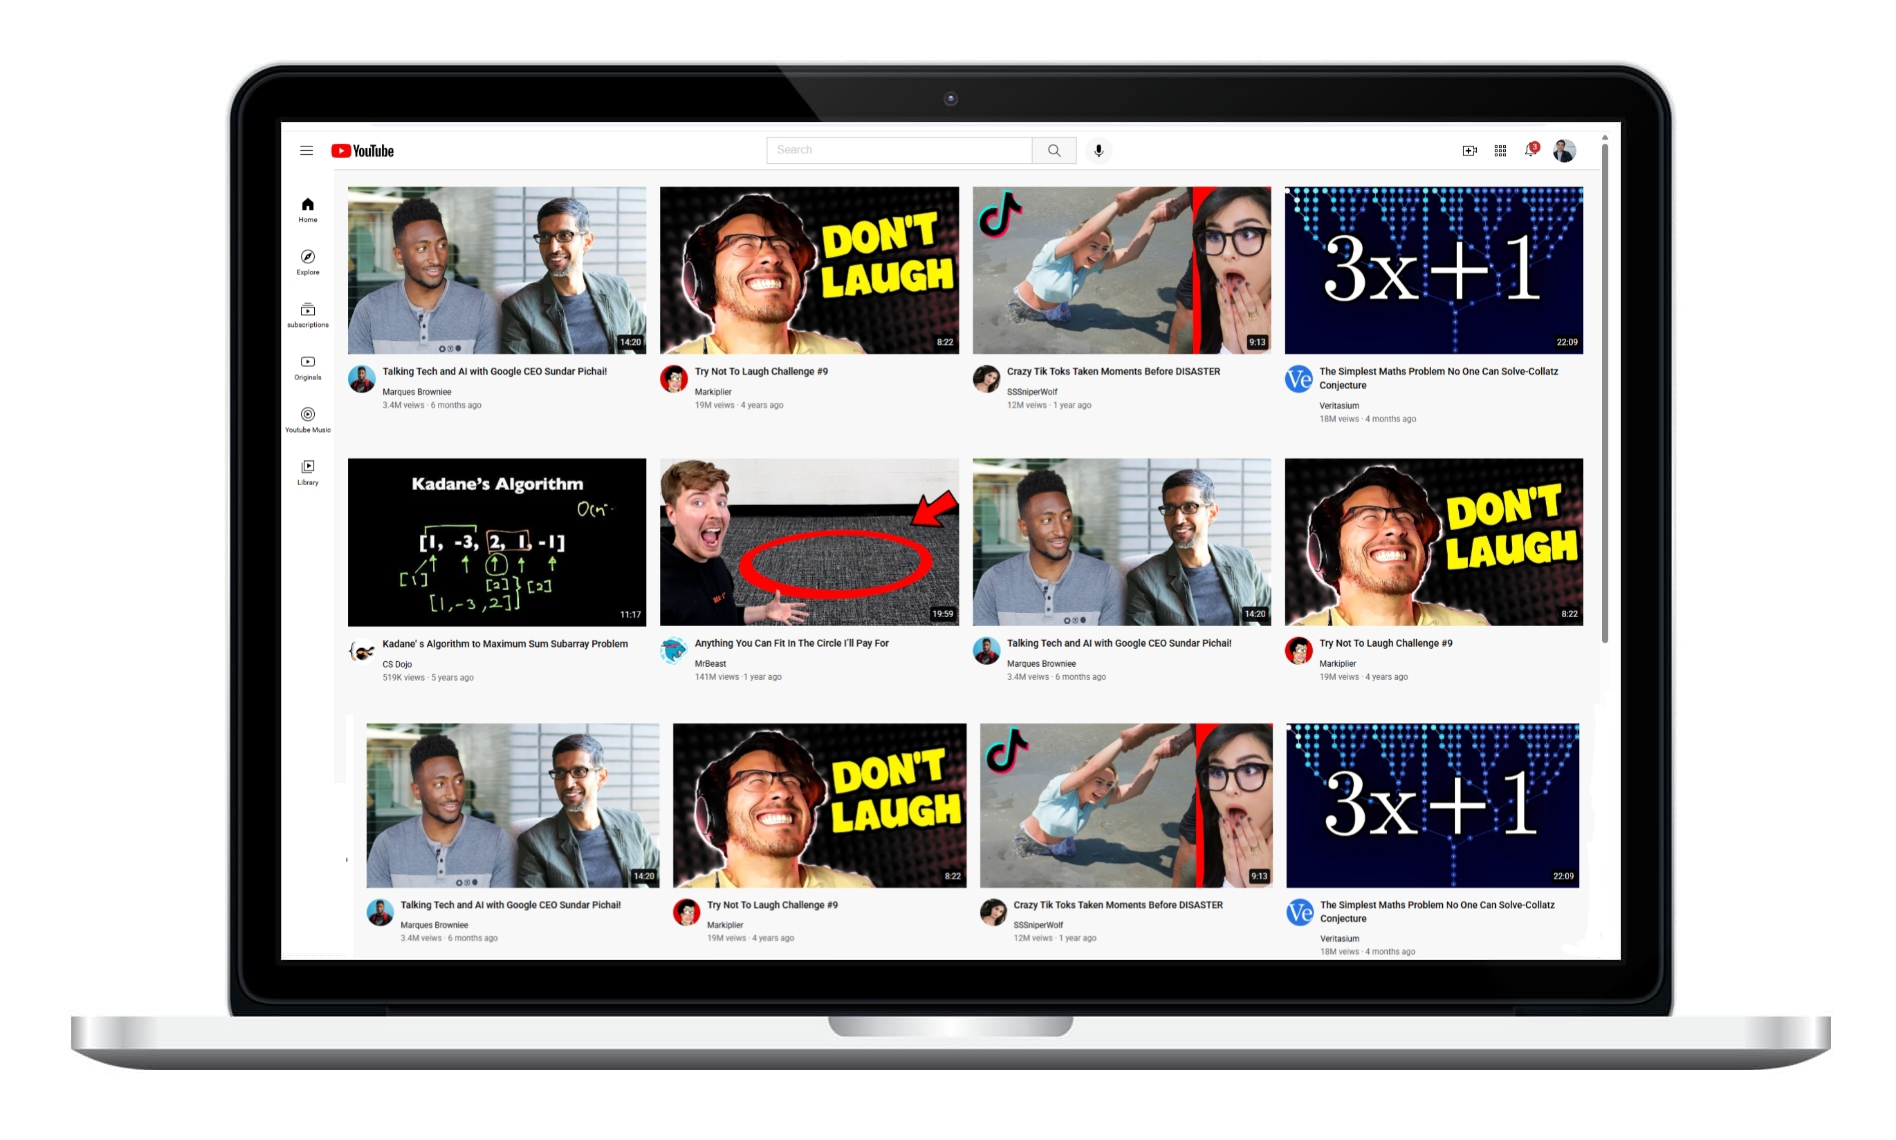 YouTube
Search
3
Home
Explore
subscriptions
Originals
Youtube Music
Library
14:20
Talking Tech and AI with Google CEO Sundar Pichai!
Marques Browniee
3.4M veiws · 6 months ago
DON'T
LAUGH
8:22
Try Not To Laugh Challenge #9
Markiplier
19M veiws · 4 years ago
9:13
Crazy Tik Toks Taken Moments Before DISASTER
SSSniperWolf
12M veiws · 1 year ago
3x+1
22:09
Ve
The Simplest Maths Problem No One Can Solve-Collatz
Conjecture
Veritasium
18M veiws · 4 months ago
Kadane's Algorithm
[1, -3, 2, 1, -1]
[1]
[2]
[2]
[1,-3,2]
11:17
Kadane' s Algorithm to Maximum Sum Subarray Problem
CS Dojo
519K views · 5 years ago
19:59
Anything You Can Fit In The Circle I'll Pay For
MrBeast
141M views · 1 year ago
14:20
Talking Tech and AI with Google CEO Sundar Pichai!
Marques Browniee
3.4M veiws · 6 months ago
DON'T
LAUGH
8:22
Try Not To Laugh Challenge #9
Markiplier
19M veiws · 4 years ago
14:20
Talking Tech and AI with Google CEO Sundar Pichai!
Marques Browniee
3.4M veiws · 6 months ago
DON'T
LAUGH
8:22
Try Not To Laugh Challenge #9
Markiplier
19M veiws · 4 years ago
9:13
Crazy Tik Toks Taken Moments Before DISASTER
SSSniperWolf
12M veiws · 1 year ago
3x+1
22:09
Ve
The Simplest Maths Problem No One Can Solve-Collatz
Conjecture
Veritasium
18M veiws · 4 months ago